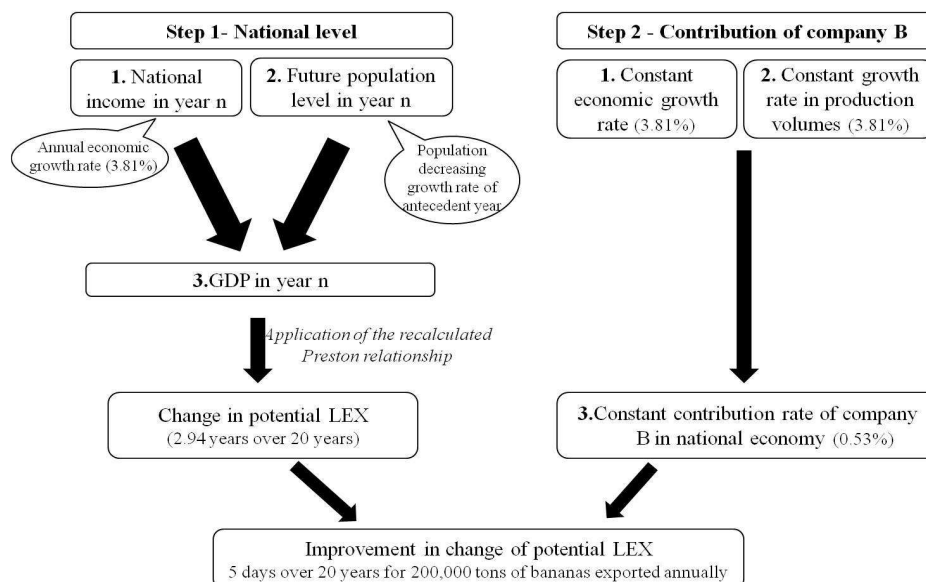 Step 1- National level
1. National
income in year n
2. Future population
level in year n
Annual economic
growth rate (3.81%)
Population
decreasing
growth rate of
antecedent year
3.GDP in year n
Application of the recalculated
Preston relationship
Change in potential LEX
(2.94 years over 20 years)
Step 2 - Contribution of company B
1. Constant
economic growth
rate (3.81%)
2. Constant growth
rate in production
volumes (3.81%)
3.Constant contribution rate of company
B in national economy (0.53%)
Improvement in change of potential LEX
5 days over 20 years for 200,000 tons of bananas exported annually